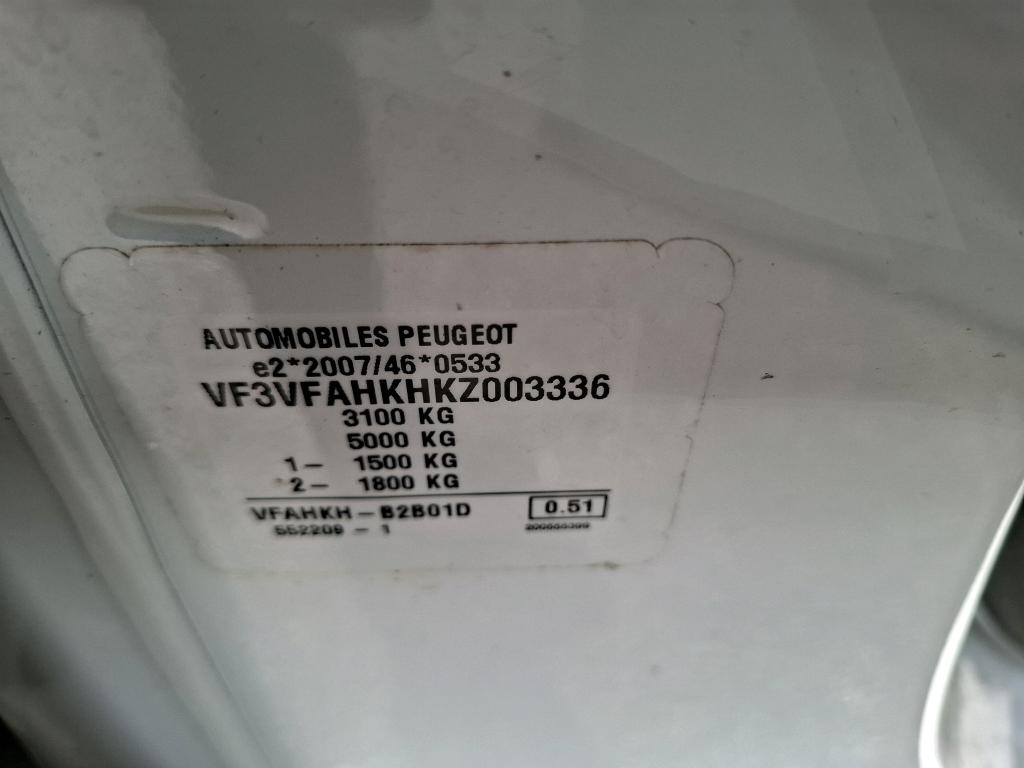 AUTOMOBILES PEUGEOT
e2*2007/46*0533
VF3VFAHKHKZ003336
3100 KG
5000 KG
1- 1500 KG
2- 1800 KG
VFAHKH-B2B01D 0.51
- 1